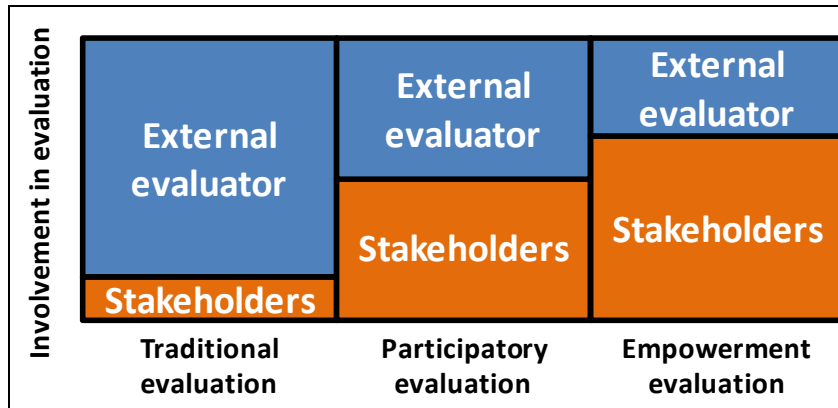 Involvement in evaluation
External
evaluator
Stakeholders
External
evaluator
Stakeholders
External
evaluator
Stakeholders
Traditional
evaluation
Participatory
evaluation
Empowerment
evaluation